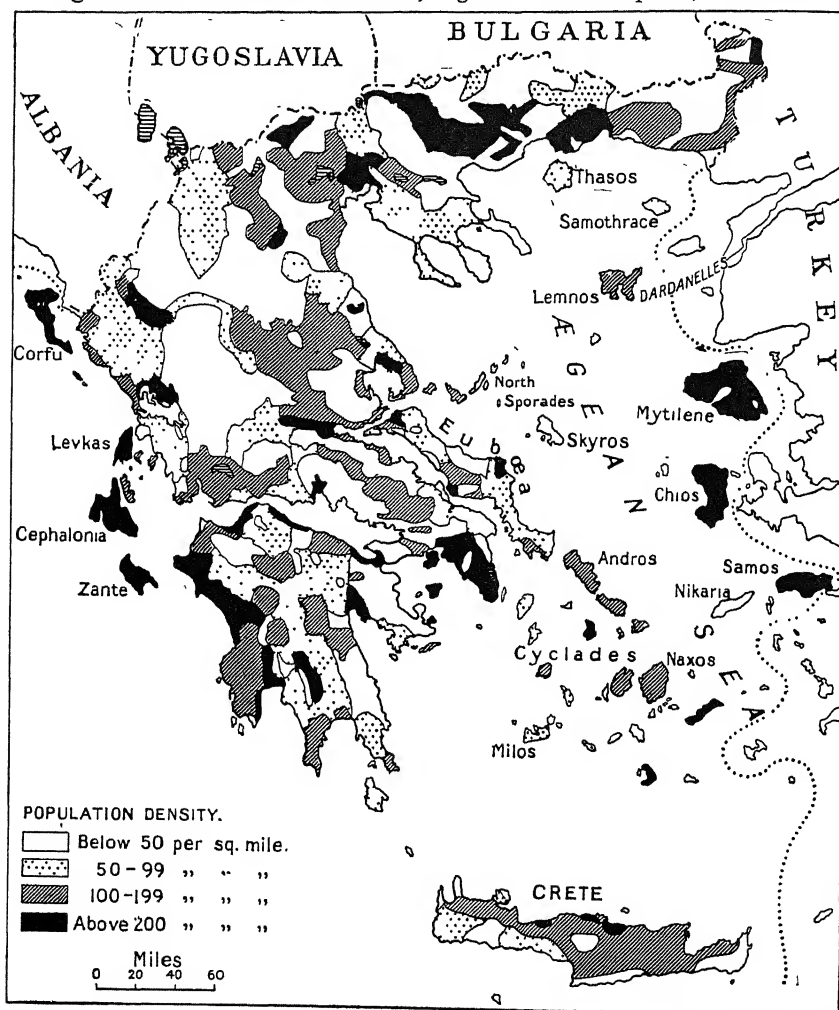 BULGARIA
YUGOSLAVIA
ALBANIA
TURKEY
Thasos
Samothrace
Lemnos
DARDANELLES
Corfu
ÆGEAN SEA
North
Sporades
Mytilene
Skyros
Eubœa
Levkas
Chios
Cephalonia
Andros
Samos
Zante
Nikaria
Cyclades
Naxos
Milos
POPULATION DENSITY.
Below 50 per sq. mile.
50-99 „ „ „
100-199 „ „ „
Above 200 „ „ „
CRETE
Miles
0 20 40 60